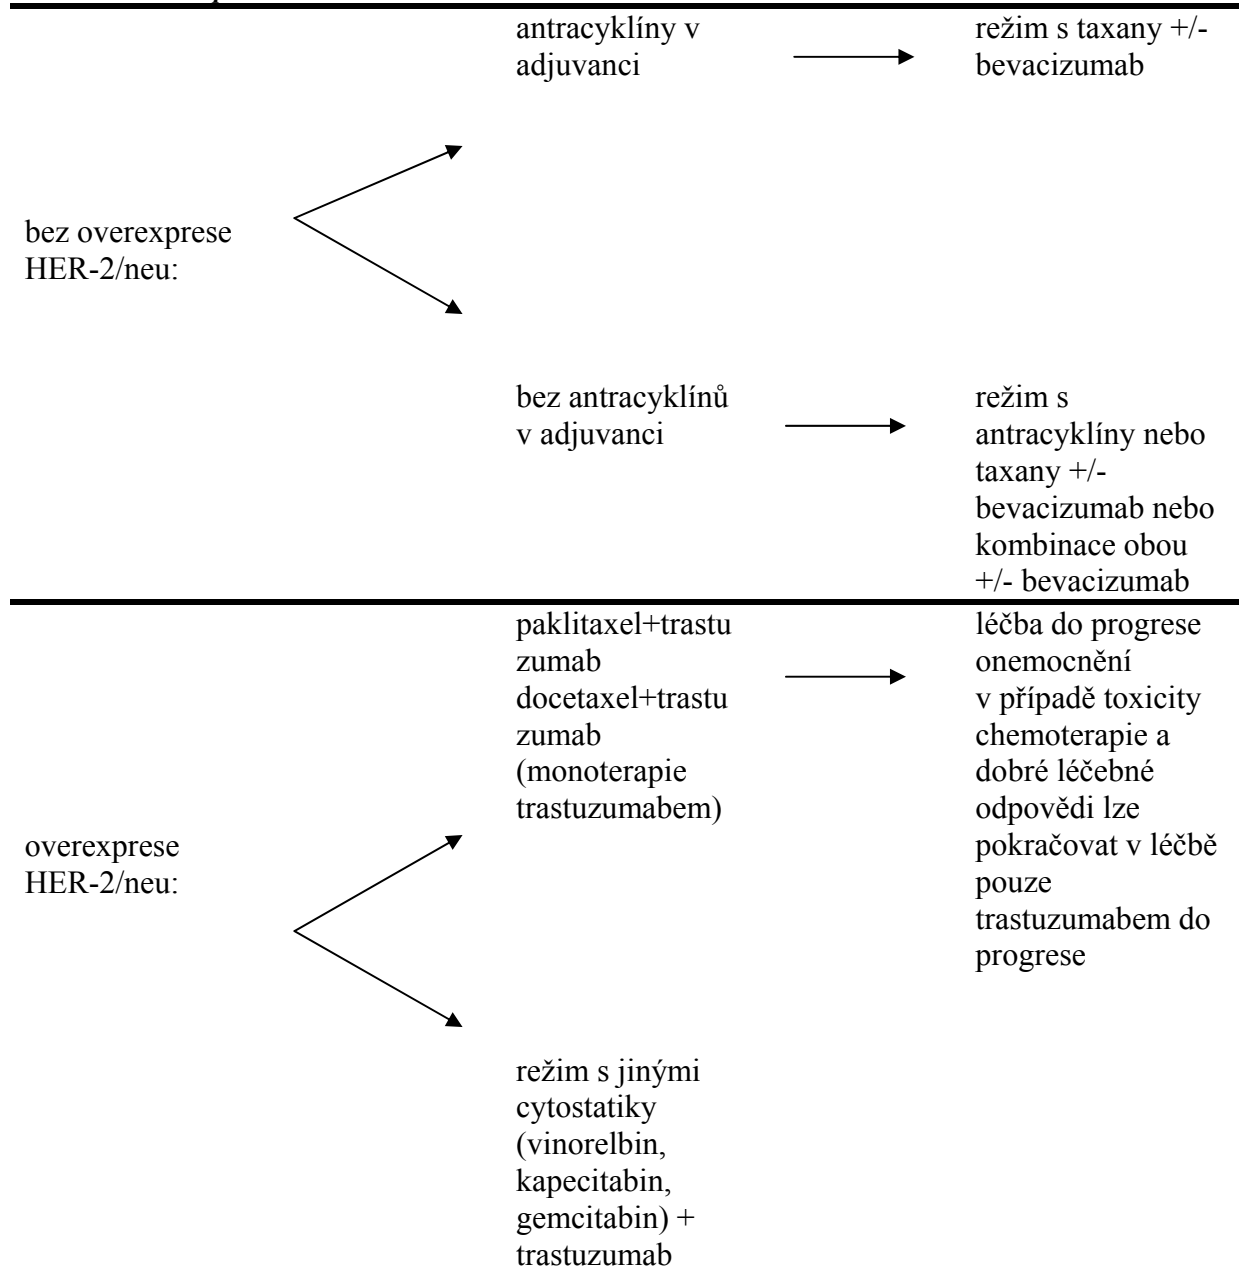 antracyklíny v
adjuvanci
režim s taxany +/-
bevacizumab
bez overexprese
HER-2/neu:
bez antracyklínů
v adjuvanci
režim s
antracyklíny nebo
taxany +/-
bevacizumab nebo
kombinace obou
+/- bevacizumab
paklitaxel+trastu
zumab
docetaxel+trastu
zumab
(monoterapie
trastuzumabem)
léčba do progrese
onemocnění
v případě toxicity
chemoterapie a
dobré léčebné
odpovědi lze
pokračovat v léčbě
pouze
trastuzumabem do
progrese
overexprese
HER-2/neu:
režim s jinými
cytostatiky
(vinorelbin,
kapecitabin,
gemcitabin) +
trastuzumab